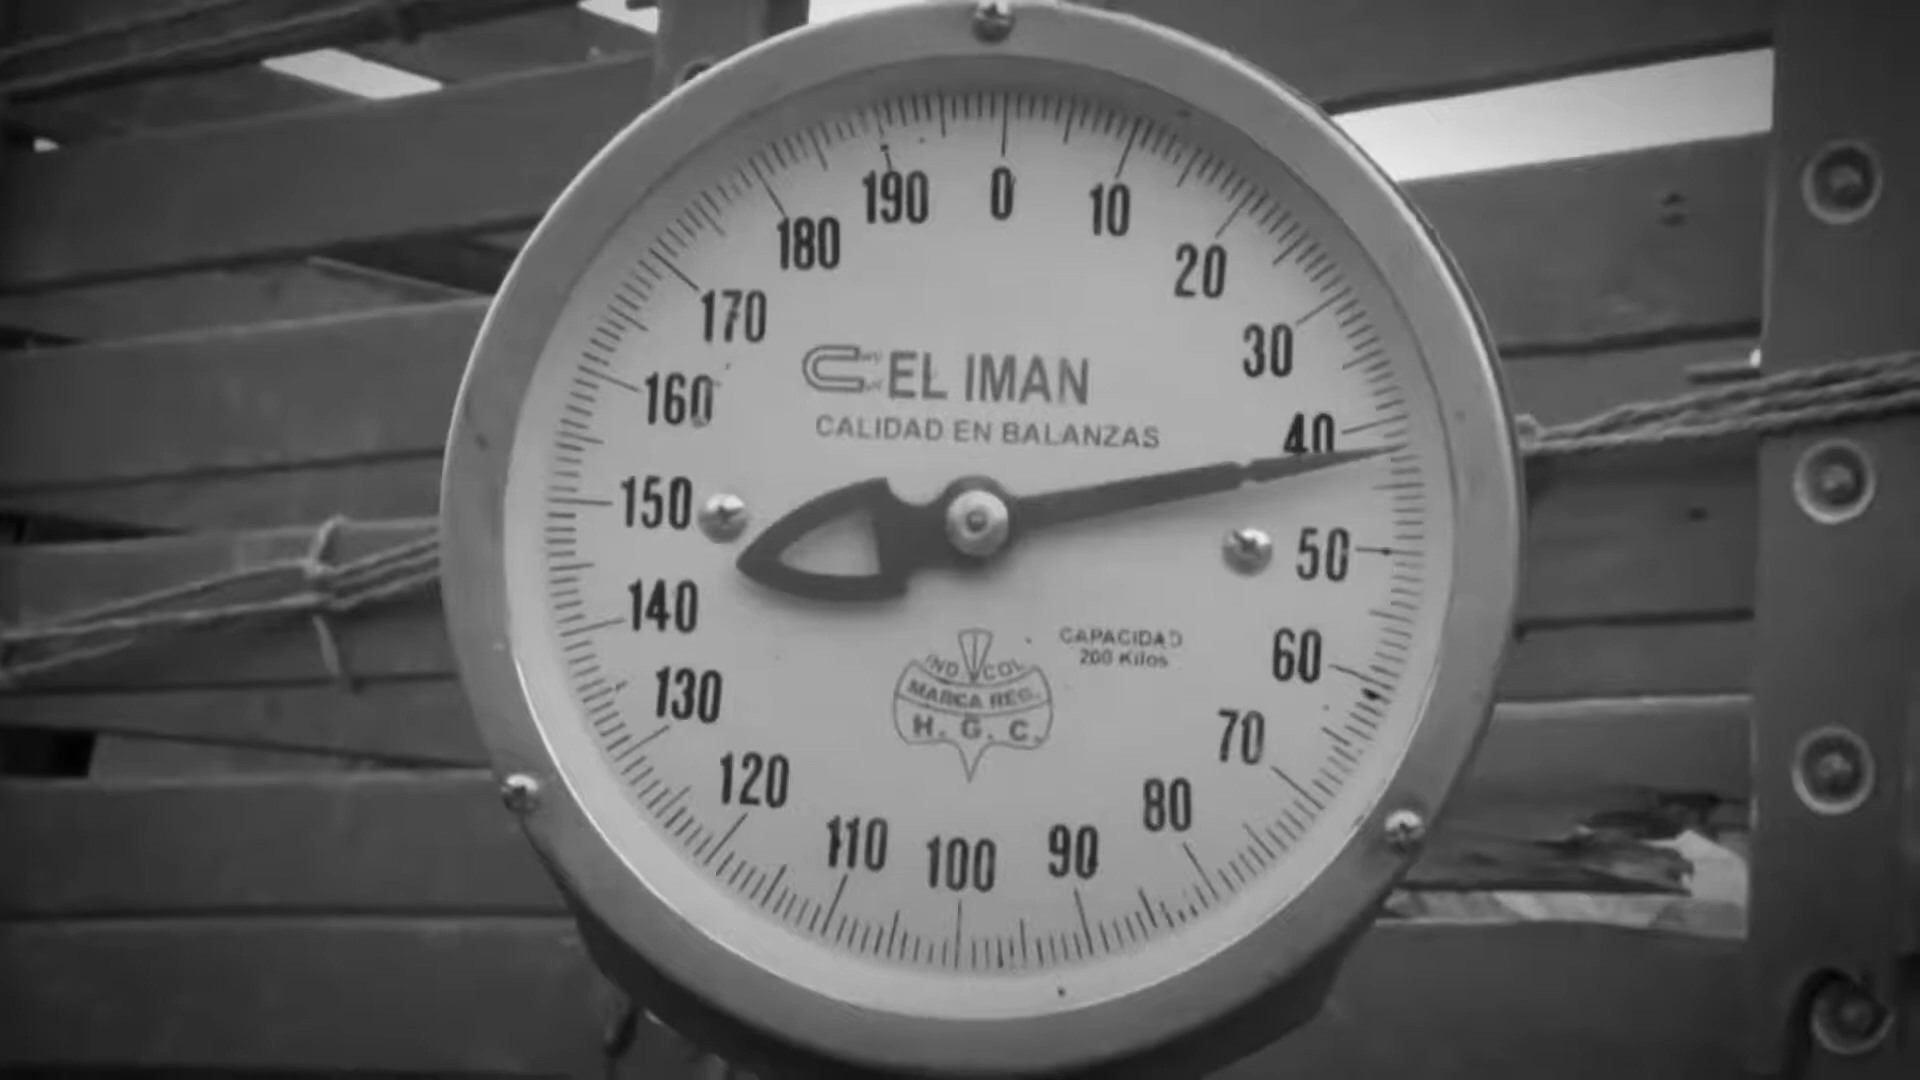 0
10
20
30
40
50
60
70
80
90
100
110
120
130
140
150
160
170
180
190
EL IMAN
CALIDAD EN BALANZAS
CAPACIDAD
200 Kilos
IND. COL.
MARCA REG.
H. G. C.